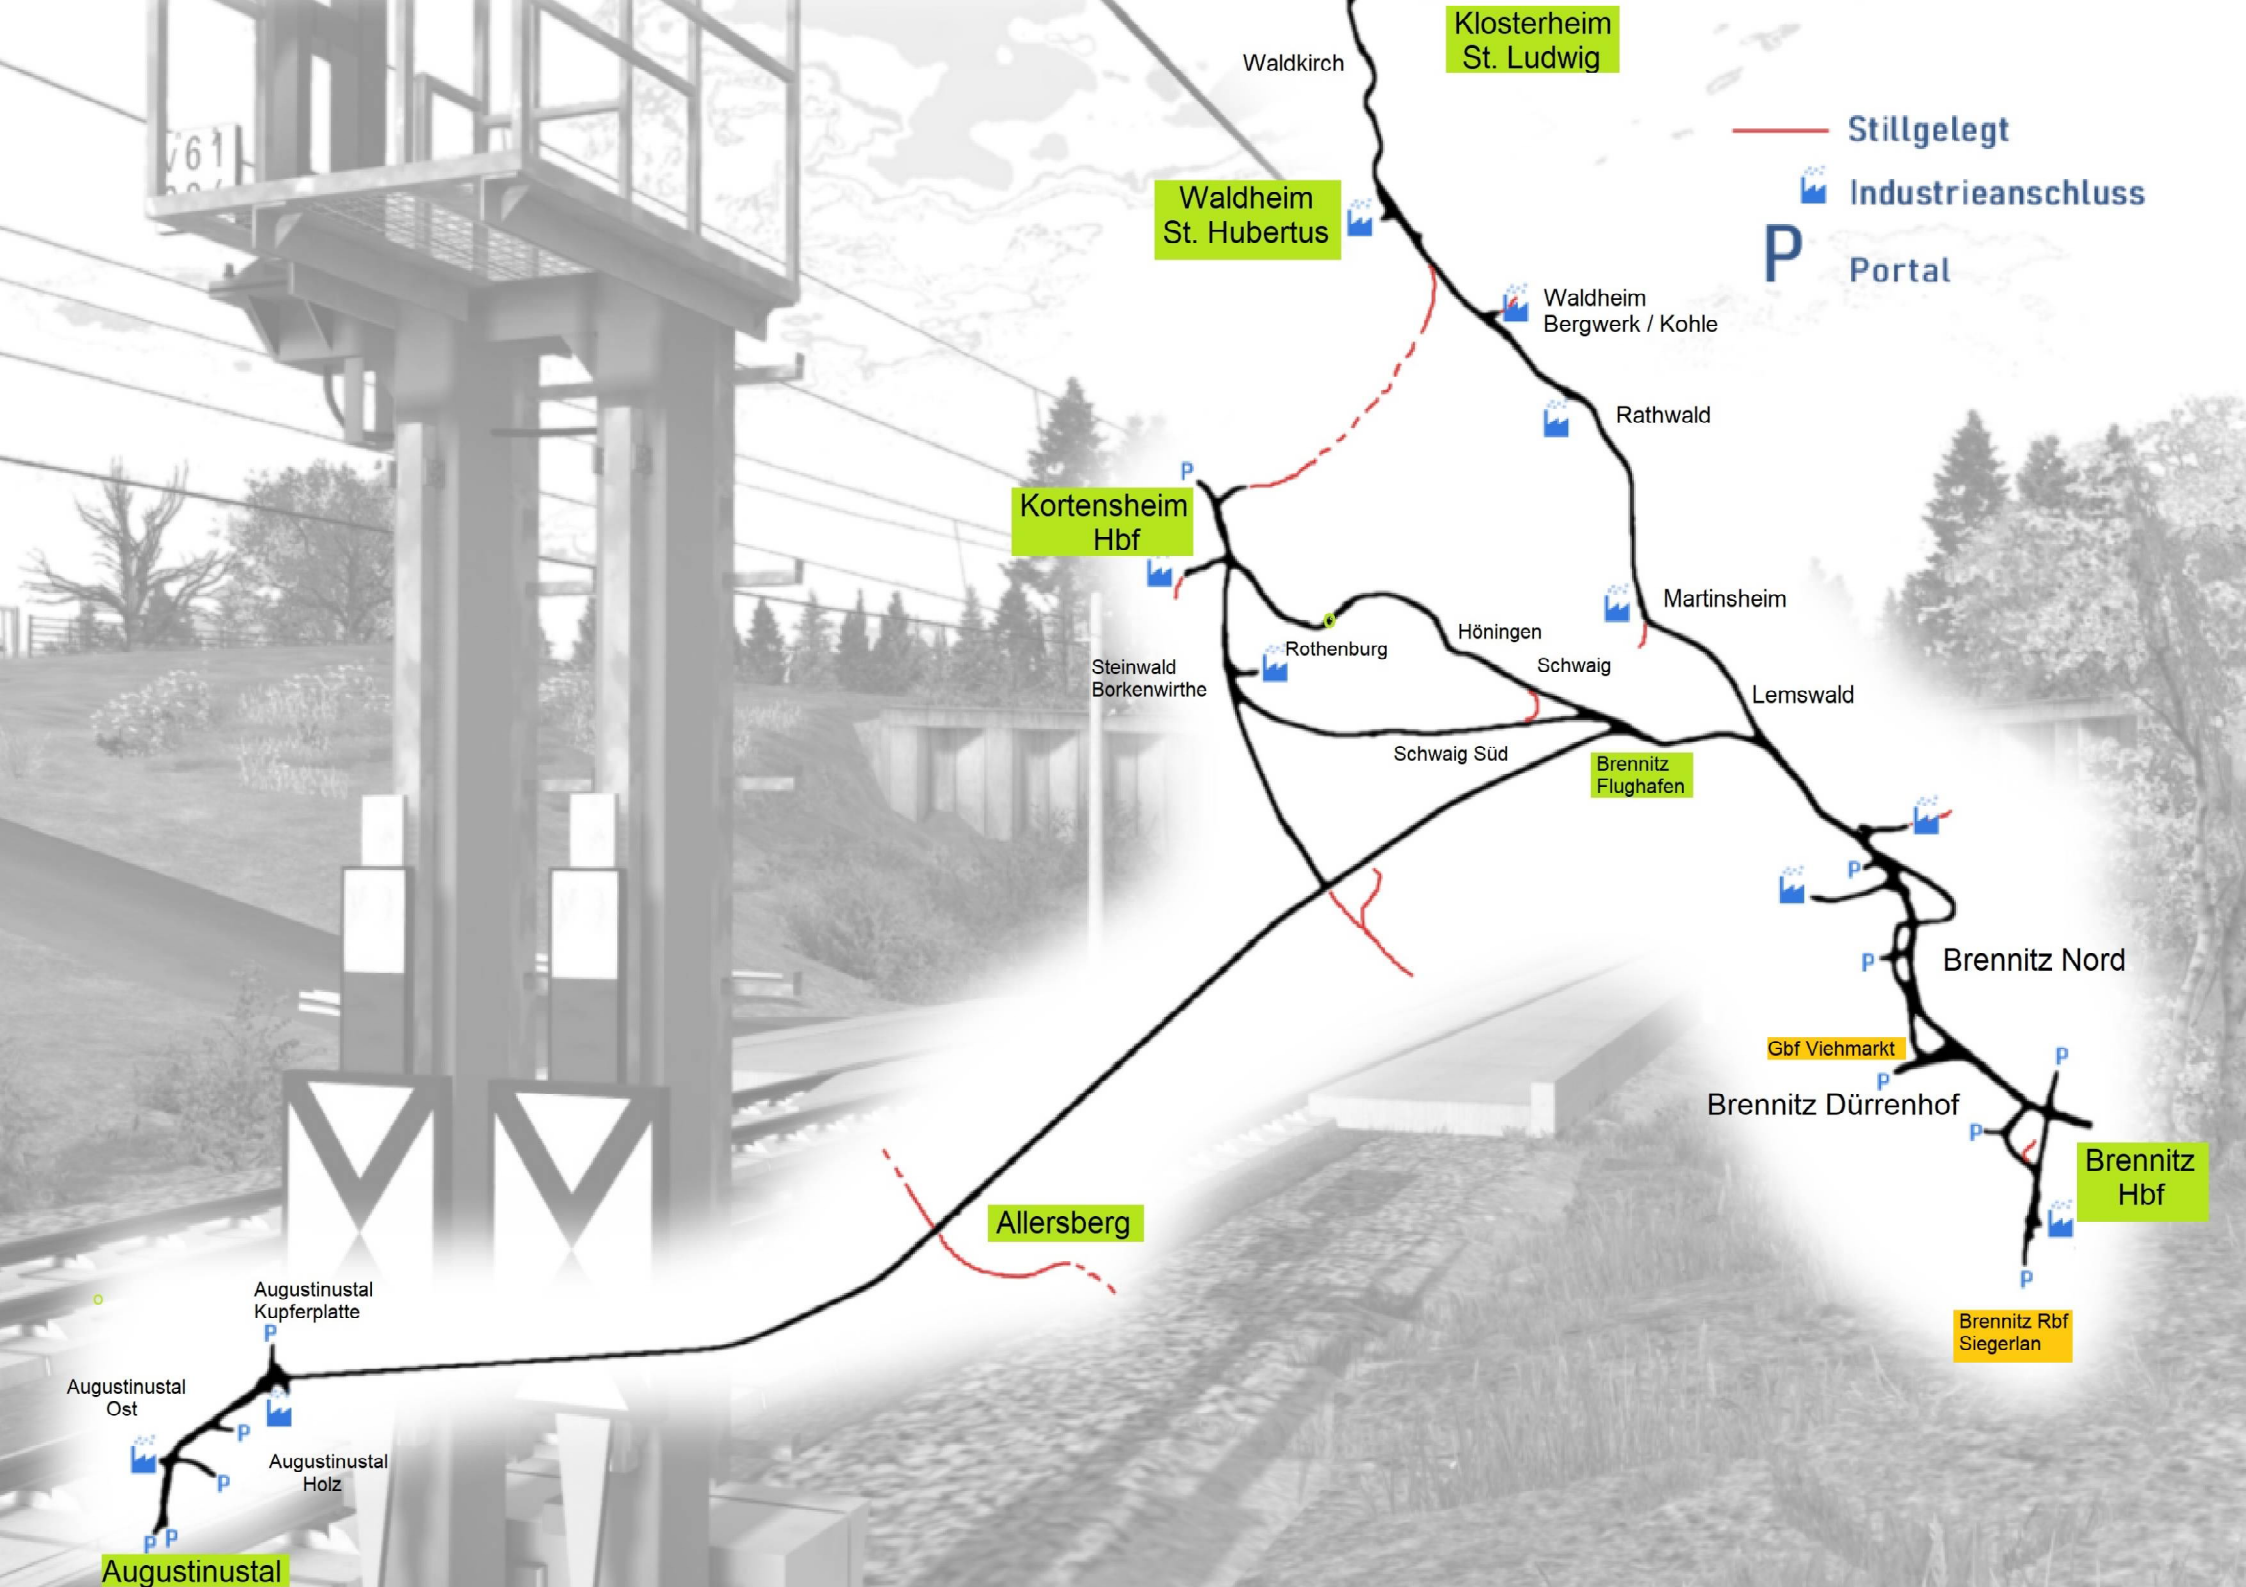 Klosterheim
St. Ludwig
Waldkirch
Stillgelegt
Industrieanschluss
P
Portal
v61
Waldheim
St. Hubertus
Waldheim
Bergwerk / Kohle
Rathwald
P
Kortensheim
Hbf
Martinsheim
Höningen
Rothenburg
Schwaig
Steinwald
Borkenwirthe
Lemswald
Schwaig Süd
Brennitz
Flughafen
P
P
Brennitz Nord
Gbf Viehmarkt
P
P
Brennitz Dürrenhof
P
Brennitz
Hbf
P
Brennitz Rbf
Siegerlan
Allersberg
Augustinustal
Kupferplatte
P
Augustinustal
Ost
P
Augustinustal
Holz
P
P P
Augustinustal